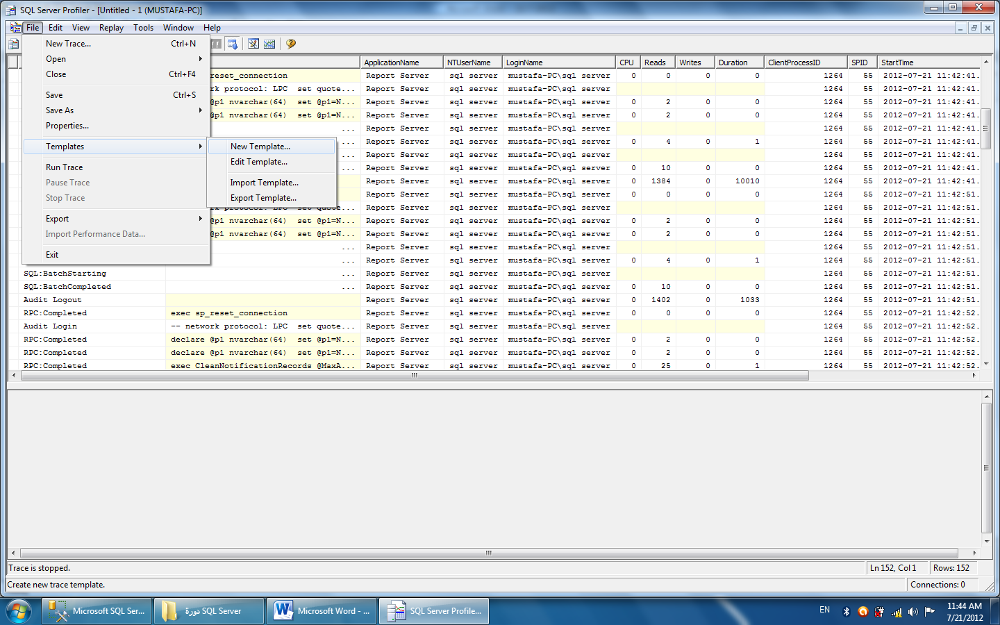 SQL Server Profiler - [Untitled - 1 (MUSTAFA-PC)]
File Edit View Replay Tools Window Help
New Trace... Ctrl+N
Open
Close Ctrl+F4
Save Ctrl+S
Save As
Properties...
Templates
Run Trace
Pause Trace
Stop Trace
Export
Import Performance Data...
Exit
New Template...
Edit Template...
Import Template...
Export Template...
ApplicationName NTUserName LoginName CPU Reads Writes Duration ClientProcessID SPID StartTime
_reset_connection Report Server sql server mustafa-PC\sql server 0 0 0 0 1264 55 2012-07-21 11:42:41.
k protocol: LPC set quote... Report Server sql server mustafa-PC\sql server 1264 55 2012-07-21 11:42:41.
@p1 nvarchar(64) set @p1=N... Report Server sql server mustafa-PC\sql server 0 2 0 0 1264 55 2012-07-21 11:42:41.
@p1 nvarchar(64) set @p1=N... Report Server sql server mustafa-PC\sql server 0 2 0 0 1264 55 2012-07-21 11:42:41.
... Report Server sql server mustafa-PC\sql server 1264 55 2012-07-21 11:42:41.
... Report Server sql server mustafa-PC\sql server 0 4 0 1 1264 55 2012-07-21 11:42:41.
Report Server sql server mustafa-PC\sql server 1264 55 2012-07-21 11:42:41.
Report Server sql server mustafa-PC\sql server 0 10 0 0 1264 55 2012-07-21 11:42:41.
Report Server sql server mustafa-PC\sql server 0 1384 0 10010 1264 55 2012-07-21 11:42:41.
Report Server sql server mustafa-PC\sql server 0 0 0 0 1264 55 2012-07-21 11:42:51.
k protocol: LPC set quote... Report Server sql server mustafa-PC\sql server 1264 55 2012-07-21 11:42:51.
@p1 nvarchar(64) set @p1=N... Report Server sql server mustafa-PC\sql server 0 2 0 0 1264 55 2012-07-21 11:42:51.
@p1 nvarchar(64) set @p1=N... Report Server sql server mustafa-PC\sql server 0 2 0 0 1264 55 2012-07-21 11:42:51.
... Report Server sql server mustafa-PC\sql server 1264 55 2012-07-21 11:42:51.
... Report Server sql server mustafa-PC\sql server 0 4 0 1 1264 55 2012-07-21 11:42:51.
SQL:BatchStarting ... Report Server sql server mustafa-PC\sql server 1264 55 2012-07-21 11:42:51.
SQL:BatchCompleted ... Report Server sql server mustafa-PC\sql server 0 10 0 0 1264 55 2012-07-21 11:42:51.
Audit Logout Report Server sql server mustafa-PC\sql server 0 1402 0 1033 1264 55 2012-07-21 11:42:51.
RPC:Completed exec sp_reset_connection Report Server sql server mustafa-PC\sql server 0 0 0 0 1264 55 2012-07-21 11:42:52.
Audit Login -- network protocol: LPC set quote... Report Server sql server mustafa-PC\sql server 1264 55 2012-07-21 11:42:52.
RPC:Completed declare @p1 nvarchar(64) set @p1=N... Report Server sql server mustafa-PC\sql server 0 2 0 0 1264 55 2012-07-21 11:42:52.
RPC:Completed declare @p1 nvarchar(64) set @p1=N... Report Server sql server mustafa-PC\sql server 0 2 0 0 1264 55 2012-07-21 11:42:52.
RPC:Completed exec CleanNotificationRecords @MaxA... Report Server sql server mustafa-PC\sql server 0 25 0 1 1264 55 2012-07-21 11:42:52.
Trace is stopped. Ln 152, Col 1 Rows: 152
Create new trace template. Connections: 0
Microsoft SQL Ser... دورة SQL Server Microsoft Word - ... SQL Server Profile... EN 11:44 AM
7/21/2012